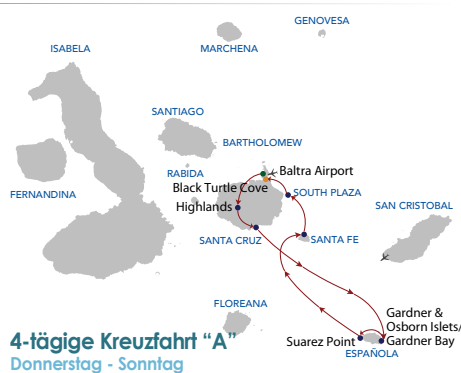 GENOVESA
ISABELA
MARCHENA
SANTIAGO
BARTHOLOMEW
RABIDA
Baltra Airport
Black Turtle Cove
FERNANDINA
SOUTH PLAZA
Highlands
SAN CRISTOBAL
SANTA CRUZ
SANTA FE
FLOREANA
Gardner &
Osborn Islets/
Gardner Bay
Suarez Point
ESPAÑOLA
4-tägige Kreuzfahrt “A”
Donnerstag - Sonntag